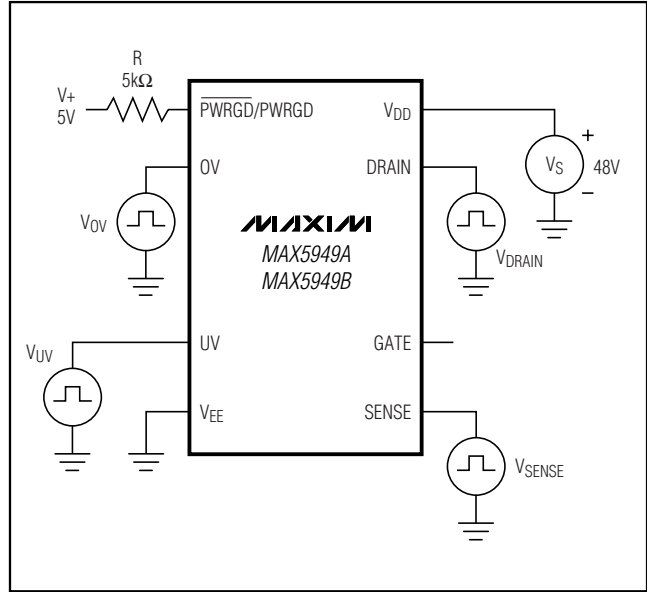 R
5kΩ
V+
5V
PWRGD/PWRGD
VDD
OV
DRAIN
VS
+
48V
−
VOV
MAXIM
MAX5949A
MAX5949B
VDRAIN
UV
GATE
VUV
VEE
SENSE
VSENSE